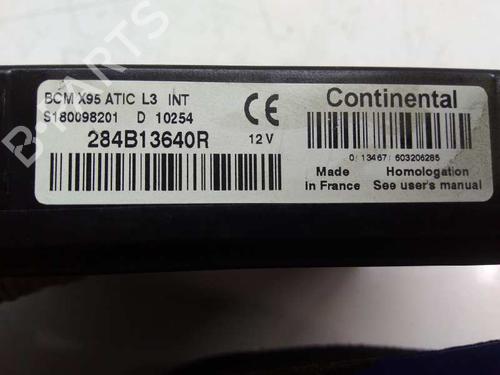 BCM X95 ATIC L3 INT
S180098201 D 10254
284B13640R
12 V
CE
Continental
0 13467 603206285
Made in France
Homologation
See user's manual
B-PARTS